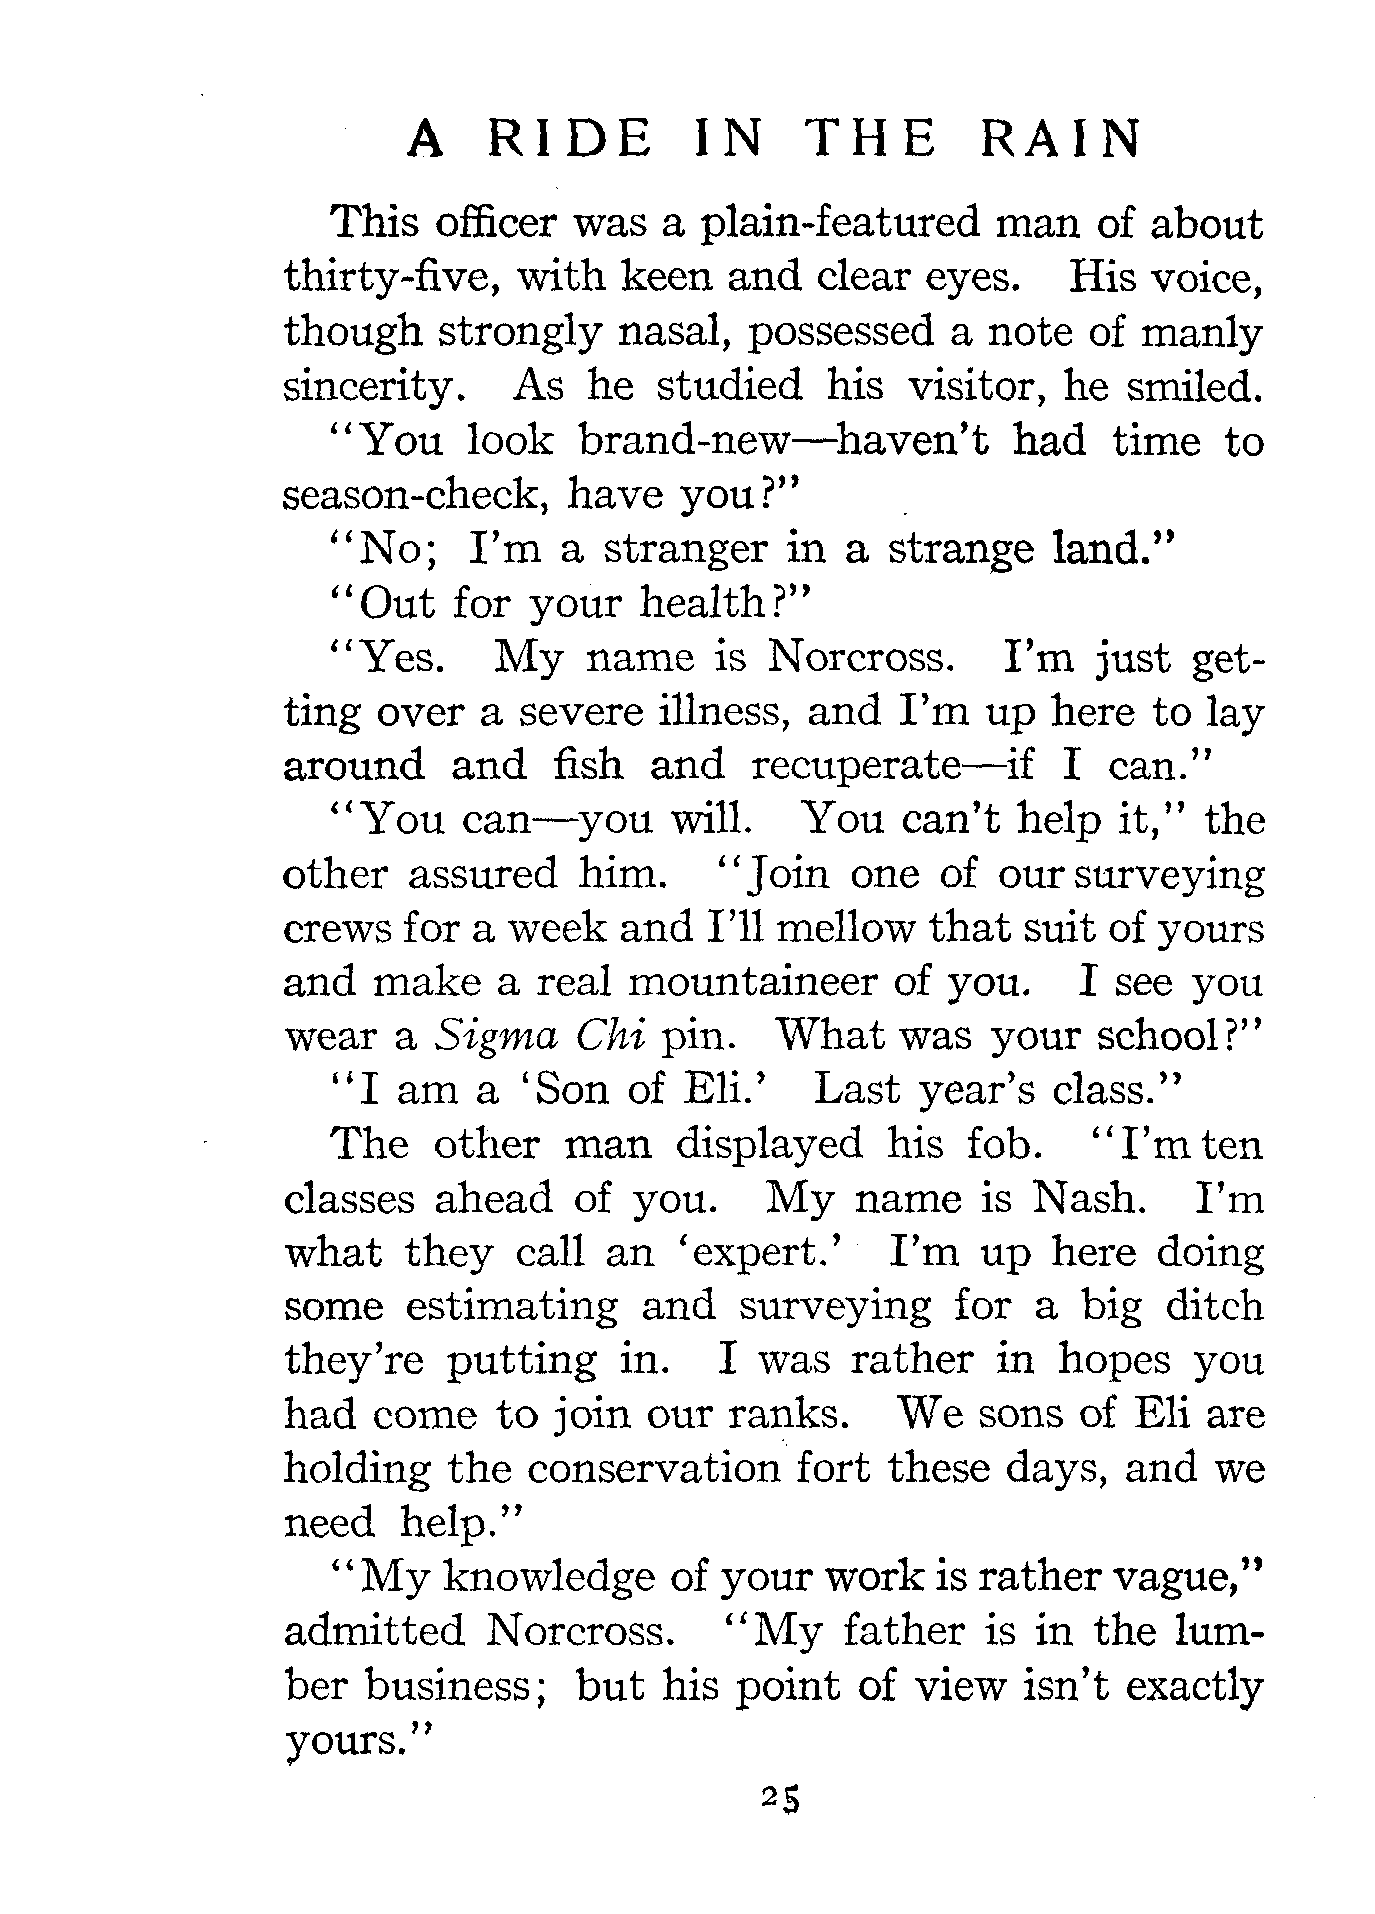 A RIDE IN THE RAIN
This officer was a plain-featured man of about
thirty-five, with keen and clear eyes. His voice,
though strongly nasal, possessed a note of manly
sincerity. As he studied his visitor, he smiled.
"You look brand-new—haven't had time to
season-check, have you?"
"No; I'm a stranger in a strange land."
"Out for your health?"
"Yes. My name is Norcross. I'm just get-
ting over a severe illness, and I'm up here to lay
around and fish and recuperate—if I can."
"You can—you will. You can't help it," the
other assured him. "Join one of our surveying
crews for a week and I'll mellow that suit of yours
and make a real mountaineer of you. I see you
wear a Sigma Chi pin. What was your school?"
"I am a 'Son of Eli.' Last year's class."
The other man displayed his fob. "I'm ten
classes ahead of you. My name is Nash. I'm
what they call an 'expert.' I'm up here doing
some estimating and surveying for a big ditch
they're putting in. I was rather in hopes you
had come to join our ranks. We sons of Eli are
holding the conservation fort these days, and we
need help."
"My knowledge of your work is rather vague,"
admitted Norcross. "My father is in the lum-
ber business; but his point of view isn't exactly
yours."
25